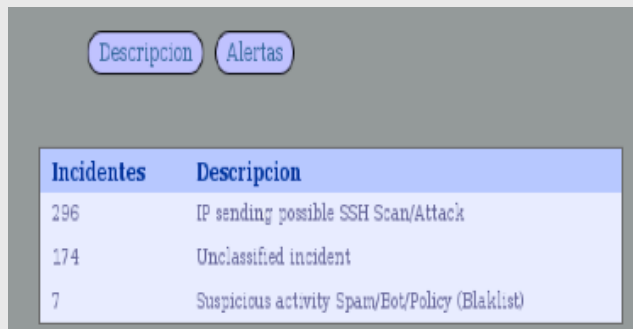 Descripcion Alertas
Incidentes Descripcion
296 IP sending possible SSH Scan/Attack
174 Unclassified incident
7 Suspicious activity Spam/Bot/Policy (Blaklist)